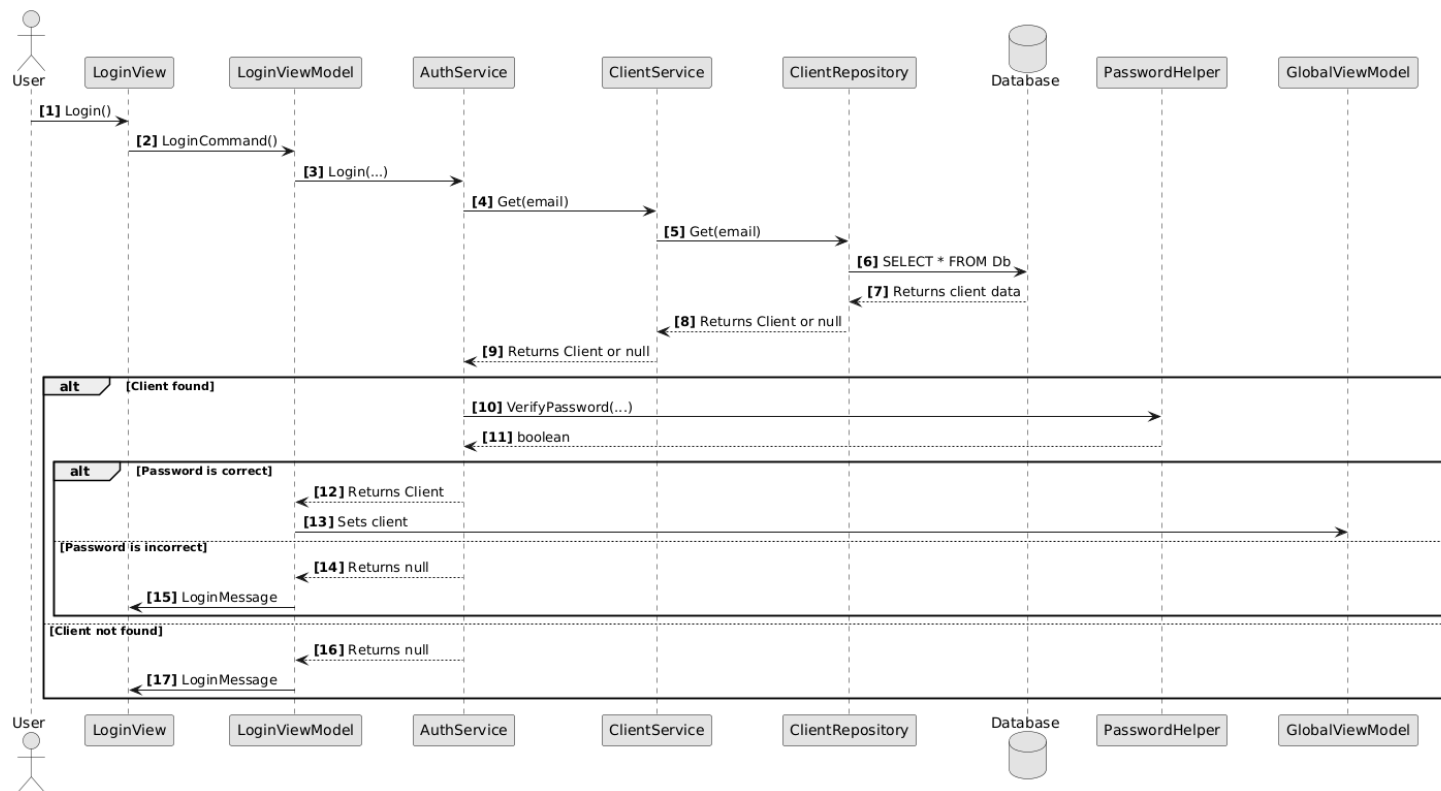 User
LoginView
LoginViewModel
AuthService
ClientService
ClientRepository
Database
PasswordHelper
GlobalViewModel
[1] Login()
[2] LoginCommand()
[3] Login(...)
[4] Get(email)
[5] Get(email)
[6] SELECT * FROM Db
[7] Returns client data
[8] Returns Client or null
[9] Returns Client or null
alt [Client found]
[10] VerifyPassword(...)
[11] boolean
alt [Password is correct]
[12] Returns Client
[13] Sets client
[Password is incorrect]
[14] Returns null
[15] LoginMessage
[Client not found]
[16] Returns null
[17] LoginMessage
User
LoginView
LoginViewModel
AuthService
ClientService
ClientRepository
Database
PasswordHelper
GlobalViewModel